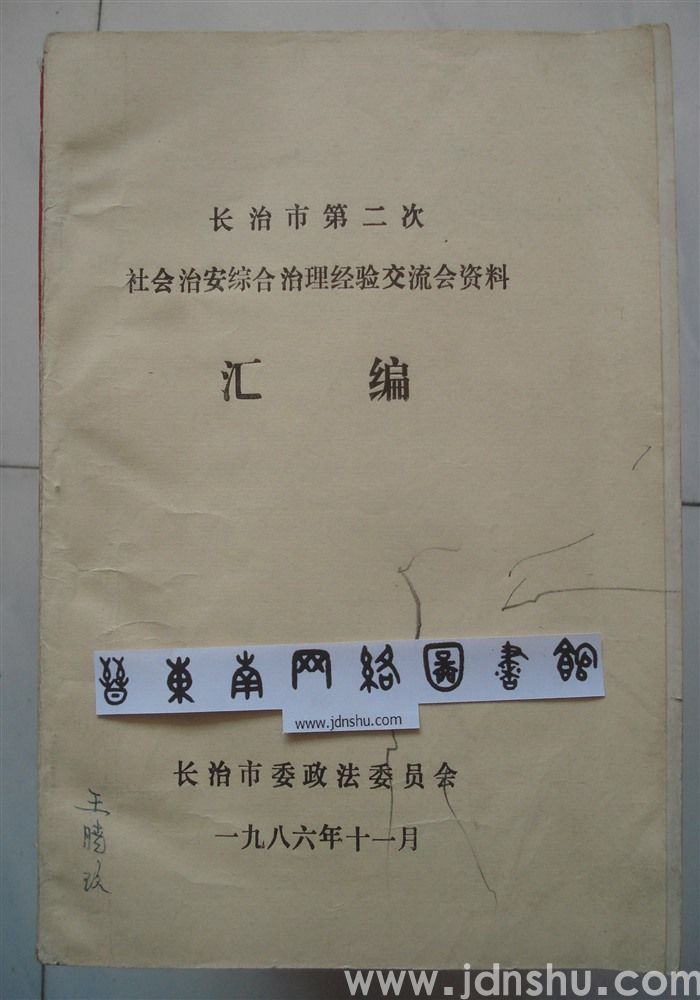 长治市第二次
社会治安综合治理经验交流会资料
汇编
晉東南网络圖書館
www.jdnshu.com
长治市委政法委员会
一九八六年十一月
王腾玖
www.jdnshu.com